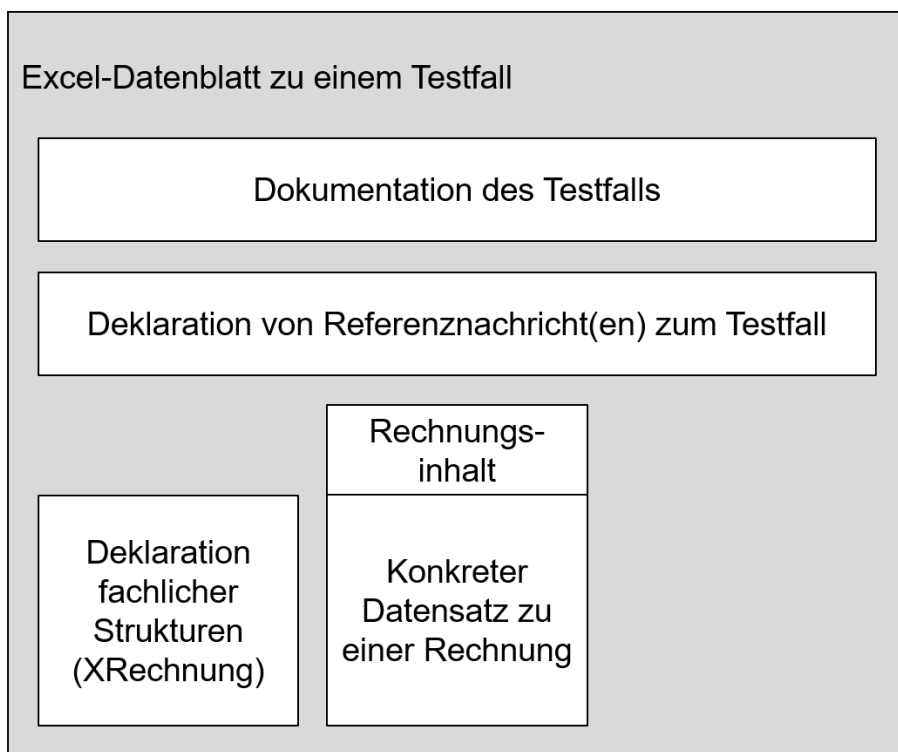 Excel-Datenblatt zu einem Testfall
Dokumentation des Testfalls
Deklaration von Referenznachricht(en) zum Testfall
Rechnungs-
inhalt
Deklaration
fachlicher
Strukturen
(XRechnung)
Konkreter
Datensatz zu
einer Rechnung